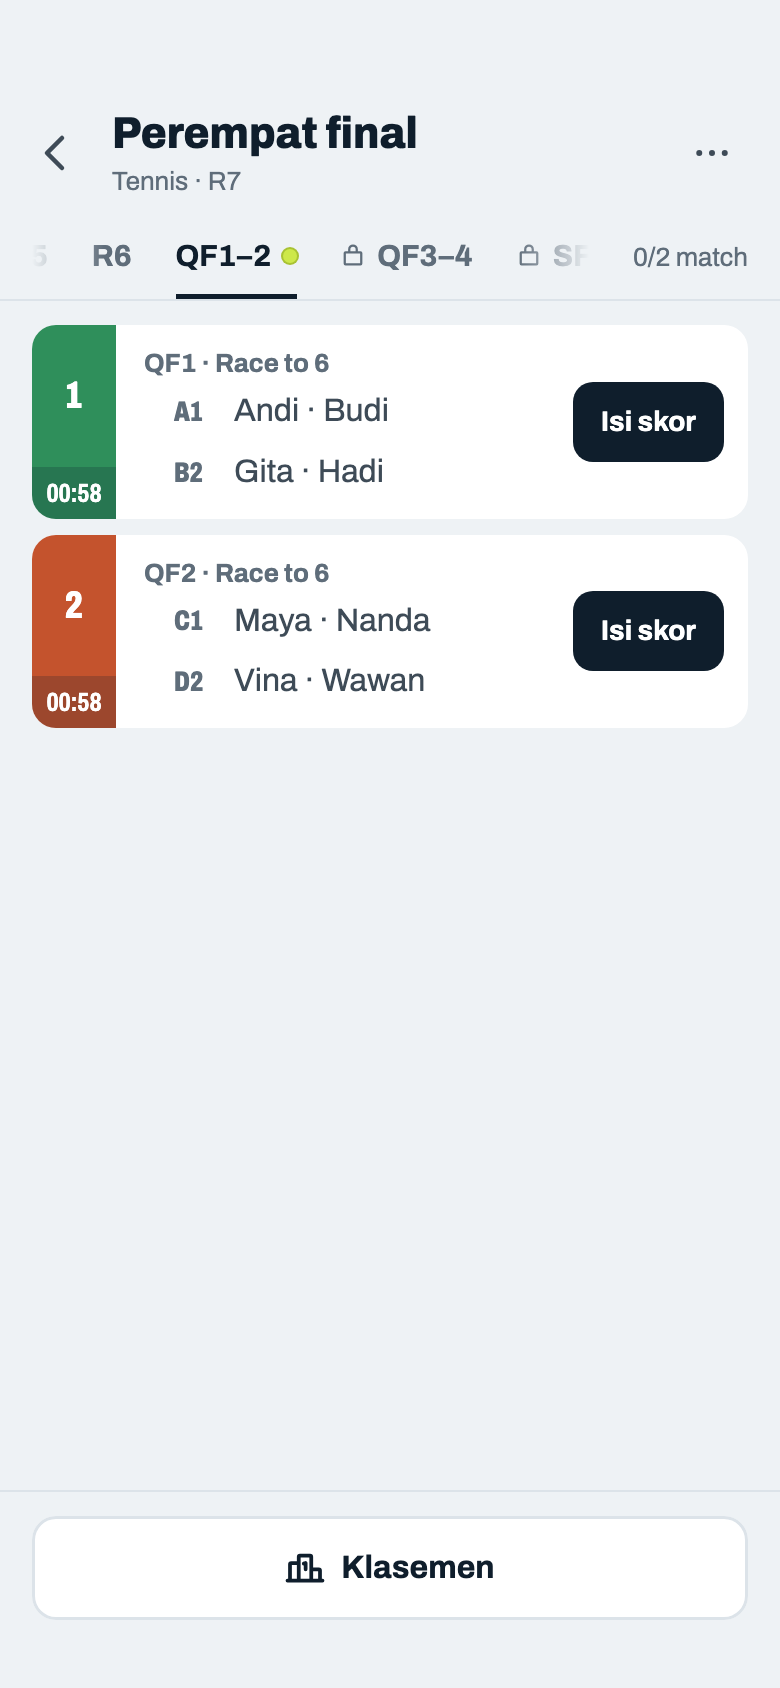 Perempat final
Tennis · R7
5 R6 QF1–2 QF3–4 SF 0/2 match
1
00:58
QF1 · Race to 6
A1 Andi · Budi
B2 Gita · Hadi
Isi skor
2
00:58
QF2 · Race to 6
C1 Maya · Nanda
D2 Vina · Wawan
Isi skor
Klasemen